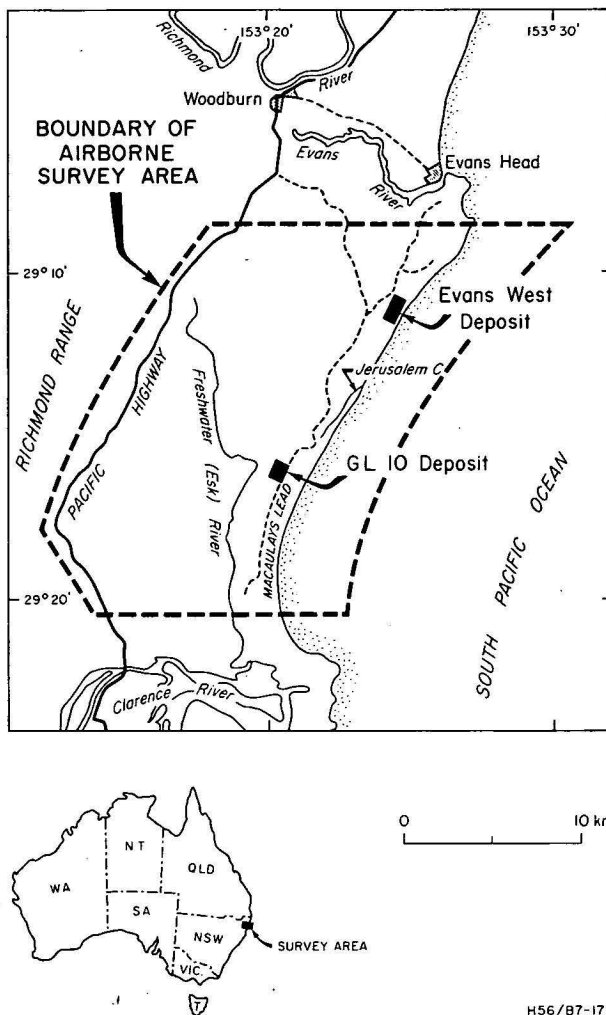 153° 20'
153° 30'
Richmond
River
Woodburn
BOUNDARY OF
AIRBORNE
SURVEY AREA
Evans
River
Evans Head
29° 10'
Evans West
Deposit
RICHMOND RANGE
PACIFIC HIGHWAY
Freshwater (Esk) River
Jerusalem C
GL 10 Deposit
MACAULAYS LEAD
SOUTH PACIFIC OCEAN
29° 20'
Clarence River
0 10 km
NT
QLD
WA
SA
NSW
SURVEY AREA
VIC.
T
H56/B7-17